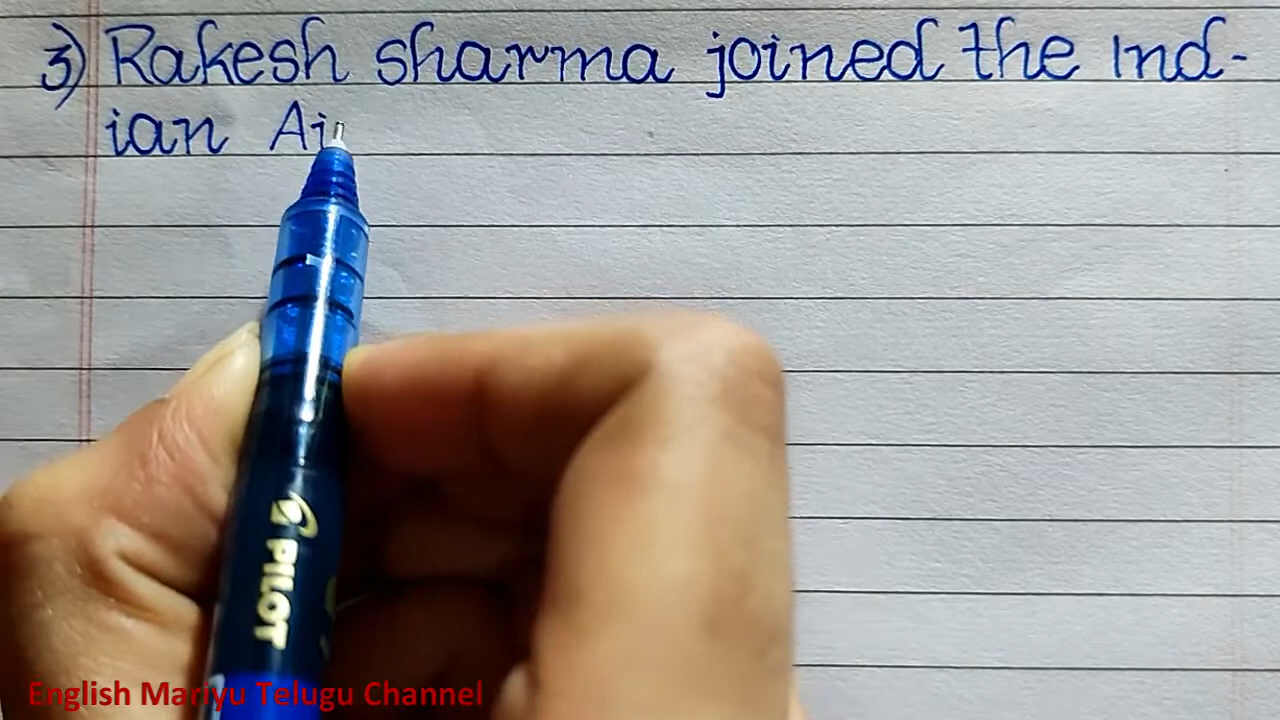 3) Rakesh sharma joined the Ind-
ian Ai
PILOT
English Mariyu Telugu Channel